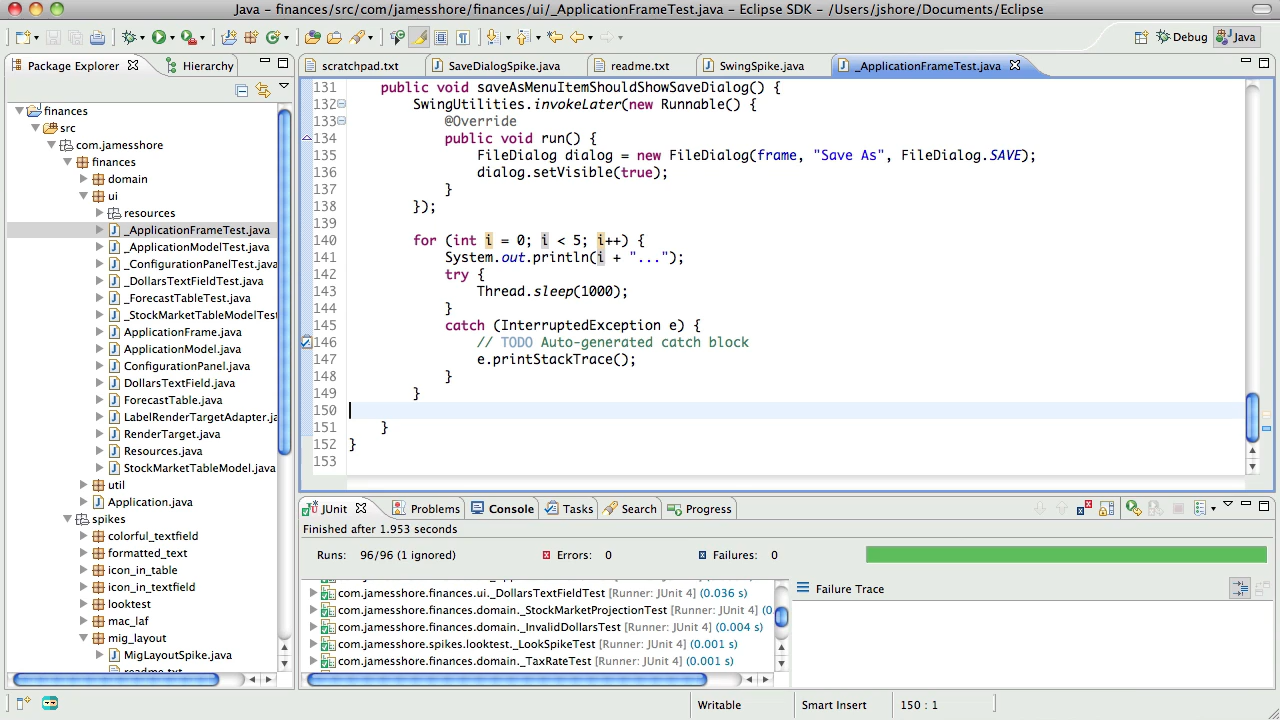 Java – finances/src/com/jamesshore/finances/ui/_ApplicationFrameTest.java – Eclipse SDK – /Users/jshore/Documents/Eclipse
Debug
Java
Package Explorer
Hierarchy
scratchpad.txt
SaveDialogSpike.java
readme.txt
SwingSpike.java
_ApplicationFrameTest.java
finances
src
com.jamesshore
finances
domain
ui
resources
_ApplicationFrameTest.java
_ApplicationModelTest.java
_ConfigurationPanelTest.java
_DollarsTextFieldTest.java
_ForecastTableTest.java
_StockMarketTableModelTest
ApplicationFrame.java
ApplicationModel.java
ConfigurationPanel.java
DollarsTextField.java
ForecastTable.java
LabelRenderTargetAdapter.ja
RenderTarget.java
Resources.java
StockMarketTableModel.java
util
Application.java
spikes
colorful_textfield
formatted_text
icon_in_table
icon_in_textfield
looktest
mac_laf
mig_layout
MigLayoutSpike.java
readme.txt
131 public void saveAsMenuItemShouldShowSaveDialog() {
132 SwingUtilities.invokeLater(new Runnable() {
133 @Override
134 public void run() {
135 FileDialog dialog = new FileDialog(frame, "Save As", FileDialog.SAVE);
136 dialog.setVisible(true);
137 }
138 });
139
140 for (int i = 0; i < 5; i++) {
141 System.out.println(i + "...");
142 try {
143 Thread.sleep(1000);
144 }
145 catch (InterruptedException e) {
146 // TODO Auto-generated catch block
147 e.printStackTrace();
148 }
149 }
150
151 }
152 }
153
JUnit
Problems
Console
Tasks
Search
Progress
Finished after 1.953 seconds
Runs: 96/96 (1 ignored)
Errors: 0
Failures: 0
com.jamesshore.finances.ui._DollarsTextFieldTest [Runner: JUnit 4] (0.036 s)
com.jamesshore.finances.domain._StockMarketProjectionTest [Runner: JUnit 4] (0
com.jamesshore.finances.domain._InvalidDollarsTest [Runner: JUnit 4] (0.004 s)
com.jamesshore.spikes.looktest._LookSpikeTest [Runner: JUnit 4] (0.001 s)
com.jamesshore.finances.domain._TaxRateTest [Runner: JUnit 4] (0.001 s)
Failure Trace
Writable
Smart Insert
150 : 1